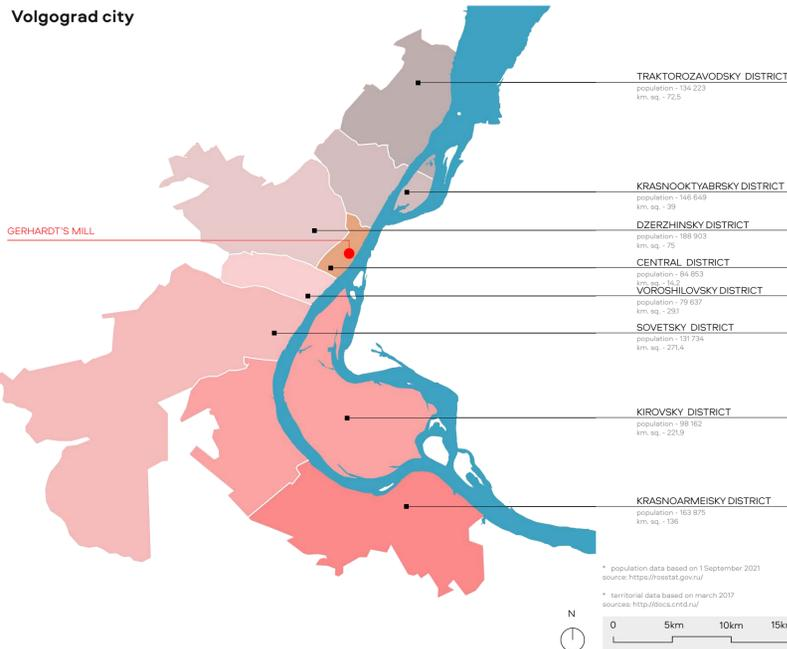 Volgograd city
TRAKTOROZAVODSKY DISTRICT
population - 134 223
km. sq. - 72,5
KRASNOOKTYABRSKY DISTRICT
population - 146 649
km. sq. - 39
DZERZHINSKY DISTRICT
population - 188 903
km. sq. - 75
GERHARDT'S MILL
CENTRAL DISTRICT
population - 84 853
km. sq. - 14,2
VOROSHILOVSKY DISTRICT
population - 79 637
km. sq. - 29,1
SOVETSKY DISTRICT
population - 131 734
km. sq. - 271,4
KIROVSKY DISTRICT
population - 98 162
km. sq. - 221,9
KRASNOARMEISKY DISTRICT
population - 163 875
km. sq. - 136
* population data based on 1 September 2021
source: https://rosstat.gov.ru/
* territorial data based on march 2017
sources: http://docs.cntd.ru/
N
0 5km 10km 15km